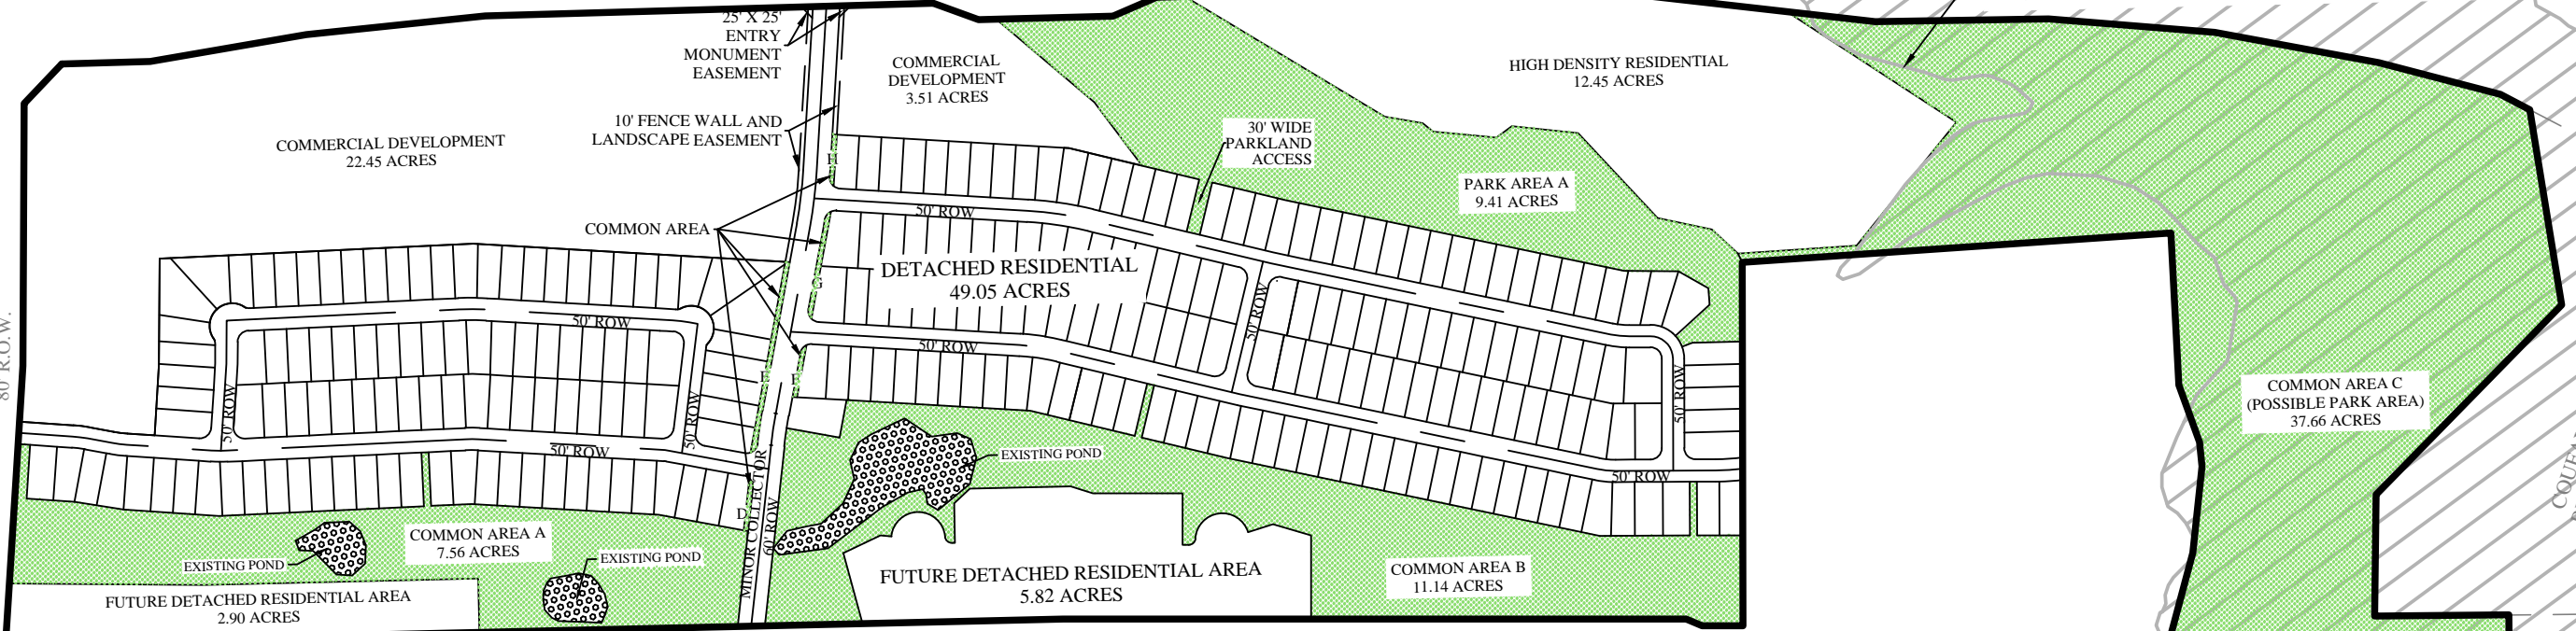 25' X 25'
ENTRY
MONUMENT
EASEMENT
COMMERCIAL
DEVELOPMENT
3.51 ACRES
HIGH DENSITY RESIDENTIAL
12.45 ACRES
10' FENCE WALL AND
LANDSCAPE EASEMENT
COMMERCIAL DEVELOPMENT
22.45 ACRES
30' WIDE
PARKLAND
ACCESS
H
PARK AREA A
9.41 ACRES
50' ROW
COMMON AREA
DETACHED RESIDENTIAL
49.05 ACRES
G
50' ROW
50' ROW
50' ROW
80' R.O.W.
F
E
50' ROW
50' ROW
50' ROW
COMMON AREA C
(POSSIBLE PARK AREA)
37.66 ACRES
50' ROW
EXISTING POND
50' ROW
D
MINOR COLLECTOR
60' ROW
COMMON AREA A
7.56 ACRES
EXISTING POND
EXISTING POND
FUTURE DETACHED RESIDENTIAL AREA
5.82 ACRES
COMMON AREA B
11.14 ACRES
FUTURE DETACHED RESIDENTIAL AREA
2.90 ACRES